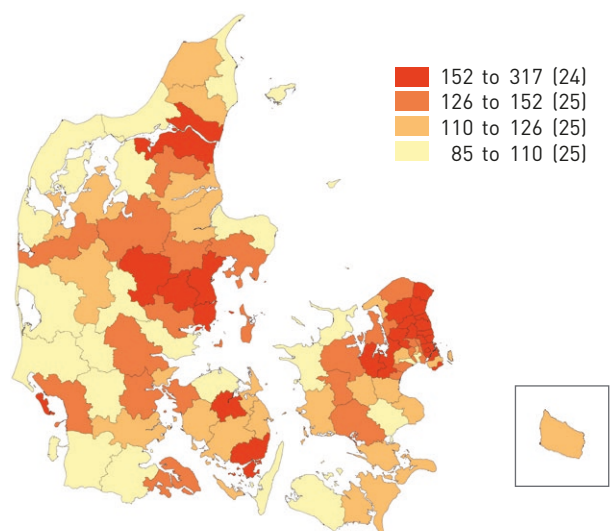 152 to 317 (24)
126 to 152 (25)
110 to 126 (25)
85 to 110 (25)